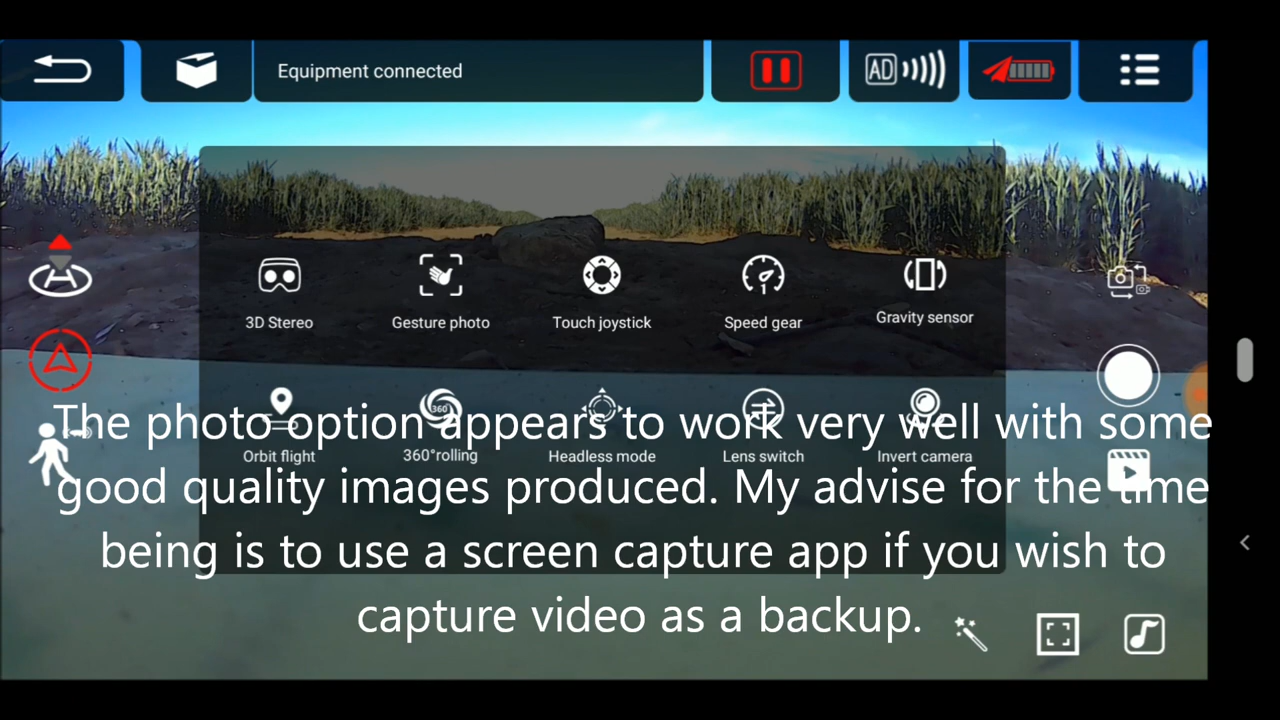 Equipment connected
AD
3D Stereo
Gesture photo
Touch joystick
Speed gear
Gravity sensor
360
Orbit flight
360°rolling
Headless mode
Lens switch
Invert camera
The photo option appears to work very well with some
good quality images produced. My advise for the time
being is to use a screen capture app if you wish to
capture video as a backup.